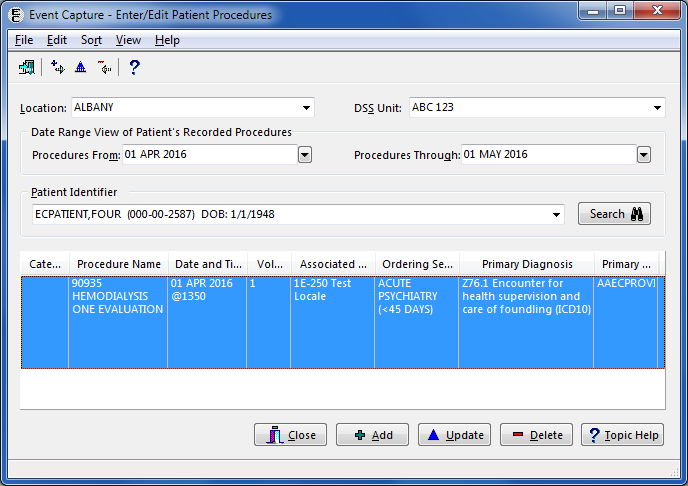 Event Capture - Enter/Edit Patient Procedures
File Edit Sort View Help
Location: ALBANY DSS Unit: ABC 123
Date Range View of Patient's Recorded Procedures
Procedures From: 01 APR 2016 Procedures Through: 01 MAY 2016
Patient Identifier
ECPATIENT,FOUR (000-00-2587) DOB: 1/1/1948 Search
Cate... Procedure Name Date and Ti... Vol... Associated ... Ordering Se... Primary Diagnosis Primary ...
90935 01 APR 2016 1 1E-250 Test ACUTE Z76.1 Encounter for AAECPROVI
HEMODIALYSIS @1350 Locale PSYCHIATRY health supervision and
ONE EVALUATION (<45 DAYS) care of foundling (ICD10)
Close Add Update Delete ? Topic Help